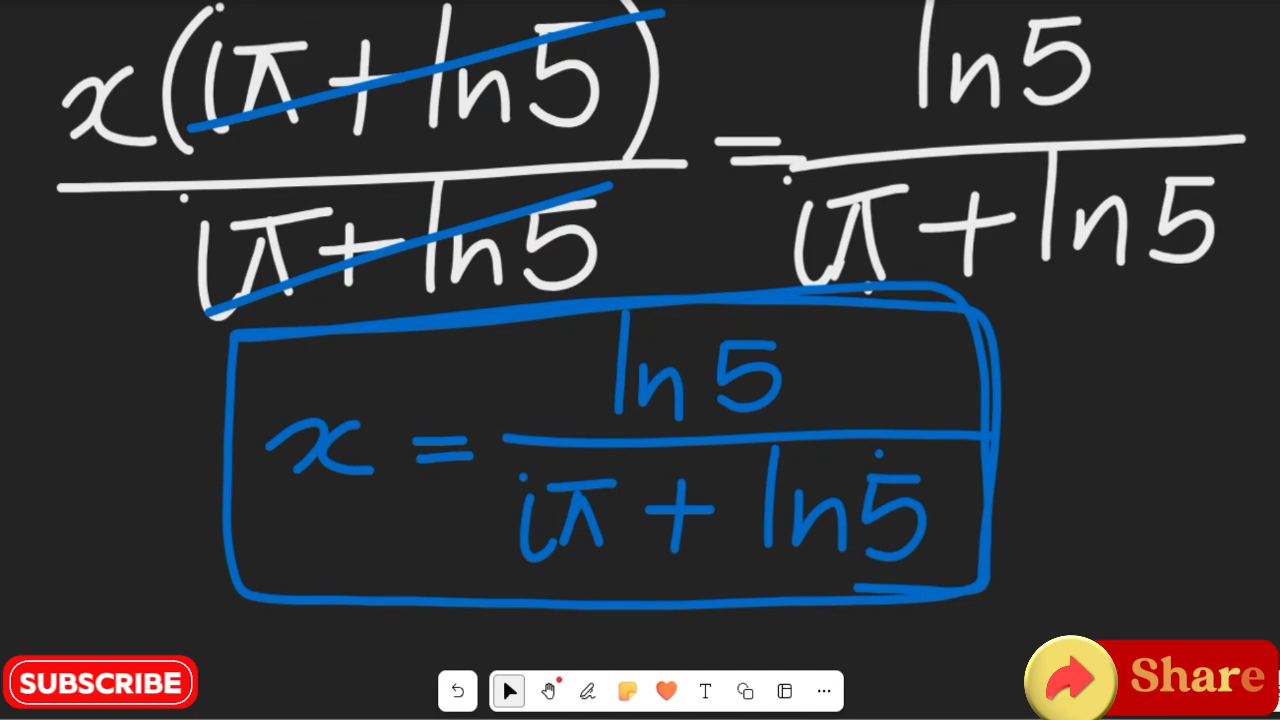 x(iπ + ln5) / iπ + ln5 = ln5 / iπ + ln5
x = ln5 / iπ + ln5
SUBSCRIBE
T
Share